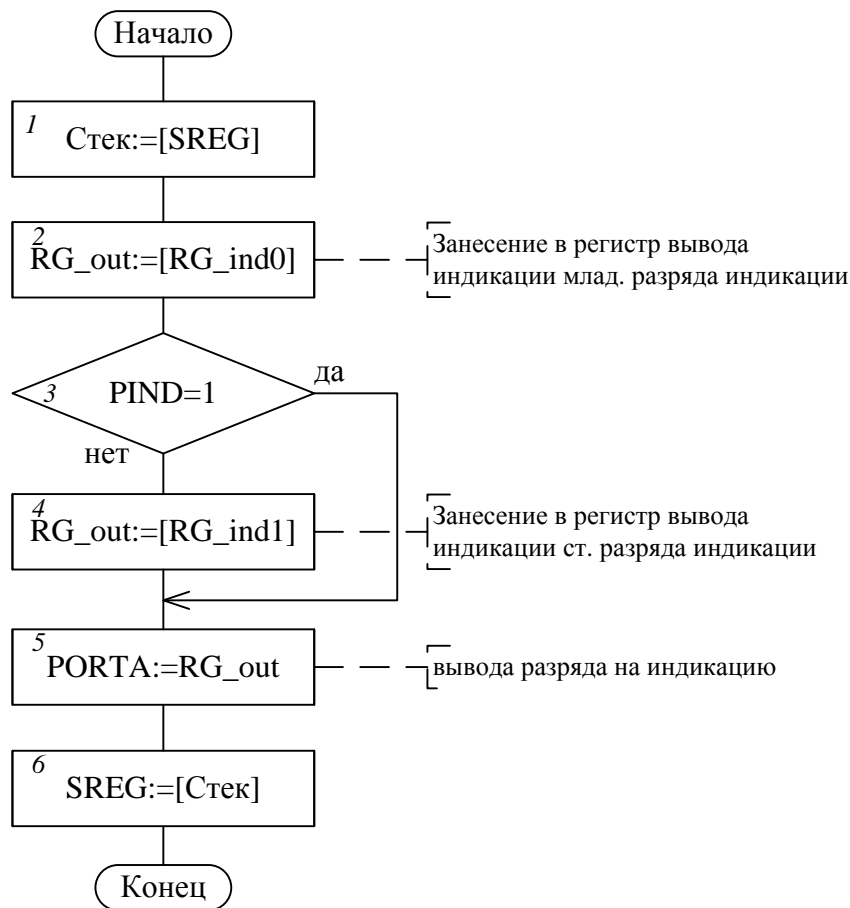 Начало
1
Стек:=[SREG]
2
RG_out:=[RG_ind0]
Занесение в регистр вывода
индикации млад. разряда индикации
3
PIND=1
да
нет
4
RG_out:=[RG_ind1]
Занесение в регистр вывода
индикации ст. разряда индикации
5
PORTA:=RG_out
вывода разряда на индикацию
6
SREG:=[Стек]
Конец